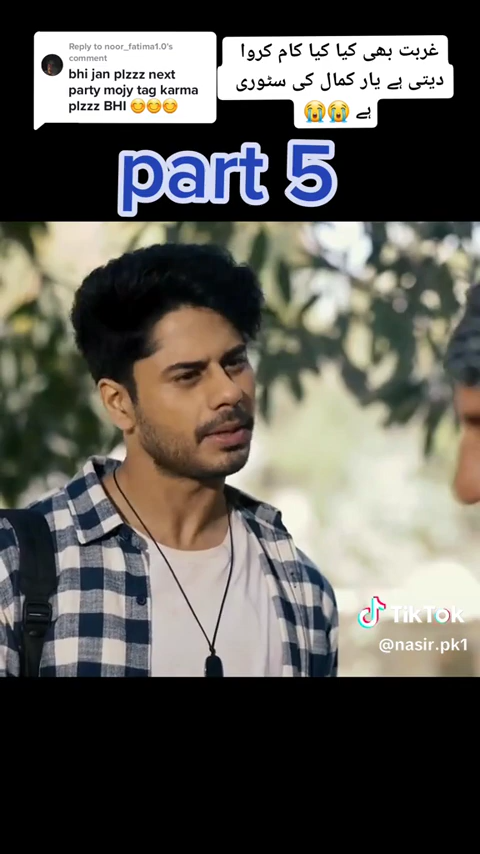 Reply to noor_fatima1.0's
comment
bhi jan plzzz next
party mojy tag karma
plzzz BHI 😊😊😊
غربت بھی کیا کیا کام کروا
دیتی ہے یار کمال کی سٹوری
ہے 😭😭
part 5
TikTok
@nasir.pk1